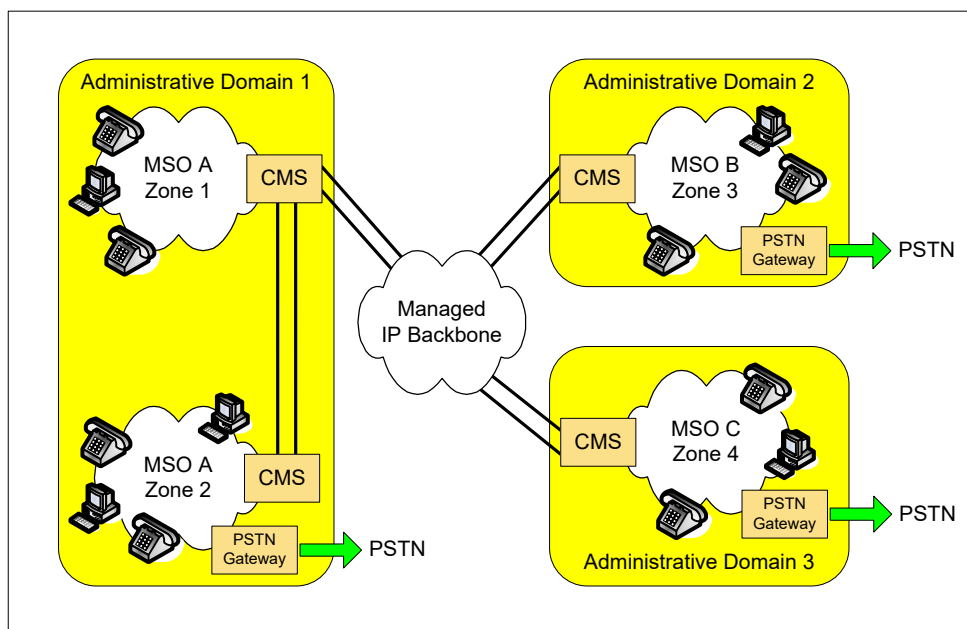 Administrative Domain 1
MSO A
Zone 1
CMS
MSO A
Zone 2
CMS
PSTN
Gateway
PSTN
Managed
IP Backbone
Administrative Domain 2
CMS
MSO B
Zone 3
PSTN
Gateway
PSTN
CMS
MSO C
Zone 4
PSTN
Gateway
PSTN
Administrative Domain 3